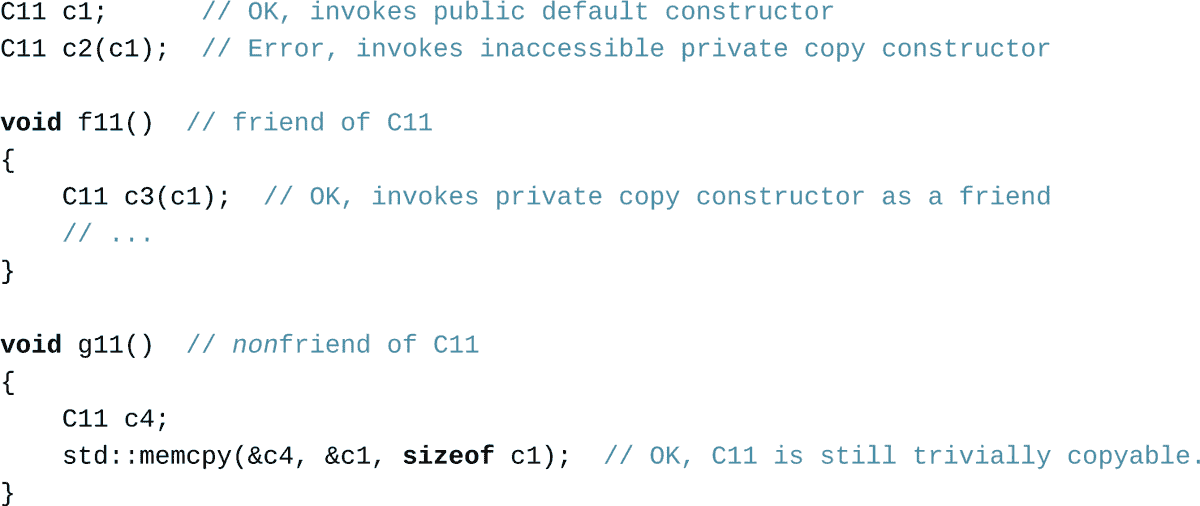 C11 c1;      // OK, invokes public default constructor
C11 c2(c1);  // Error, invokes inaccessible private copy constructor

void f11()  // friend of C11
{
    C11 c3(c1);  // OK, invokes private copy constructor as a friend
    // ...
}

void g11()  // nonfriend of C11
{
    C11 c4;
    std::memcpy(&c4, &c1, sizeof c1);  // OK, C11 is still trivially copyable.
}